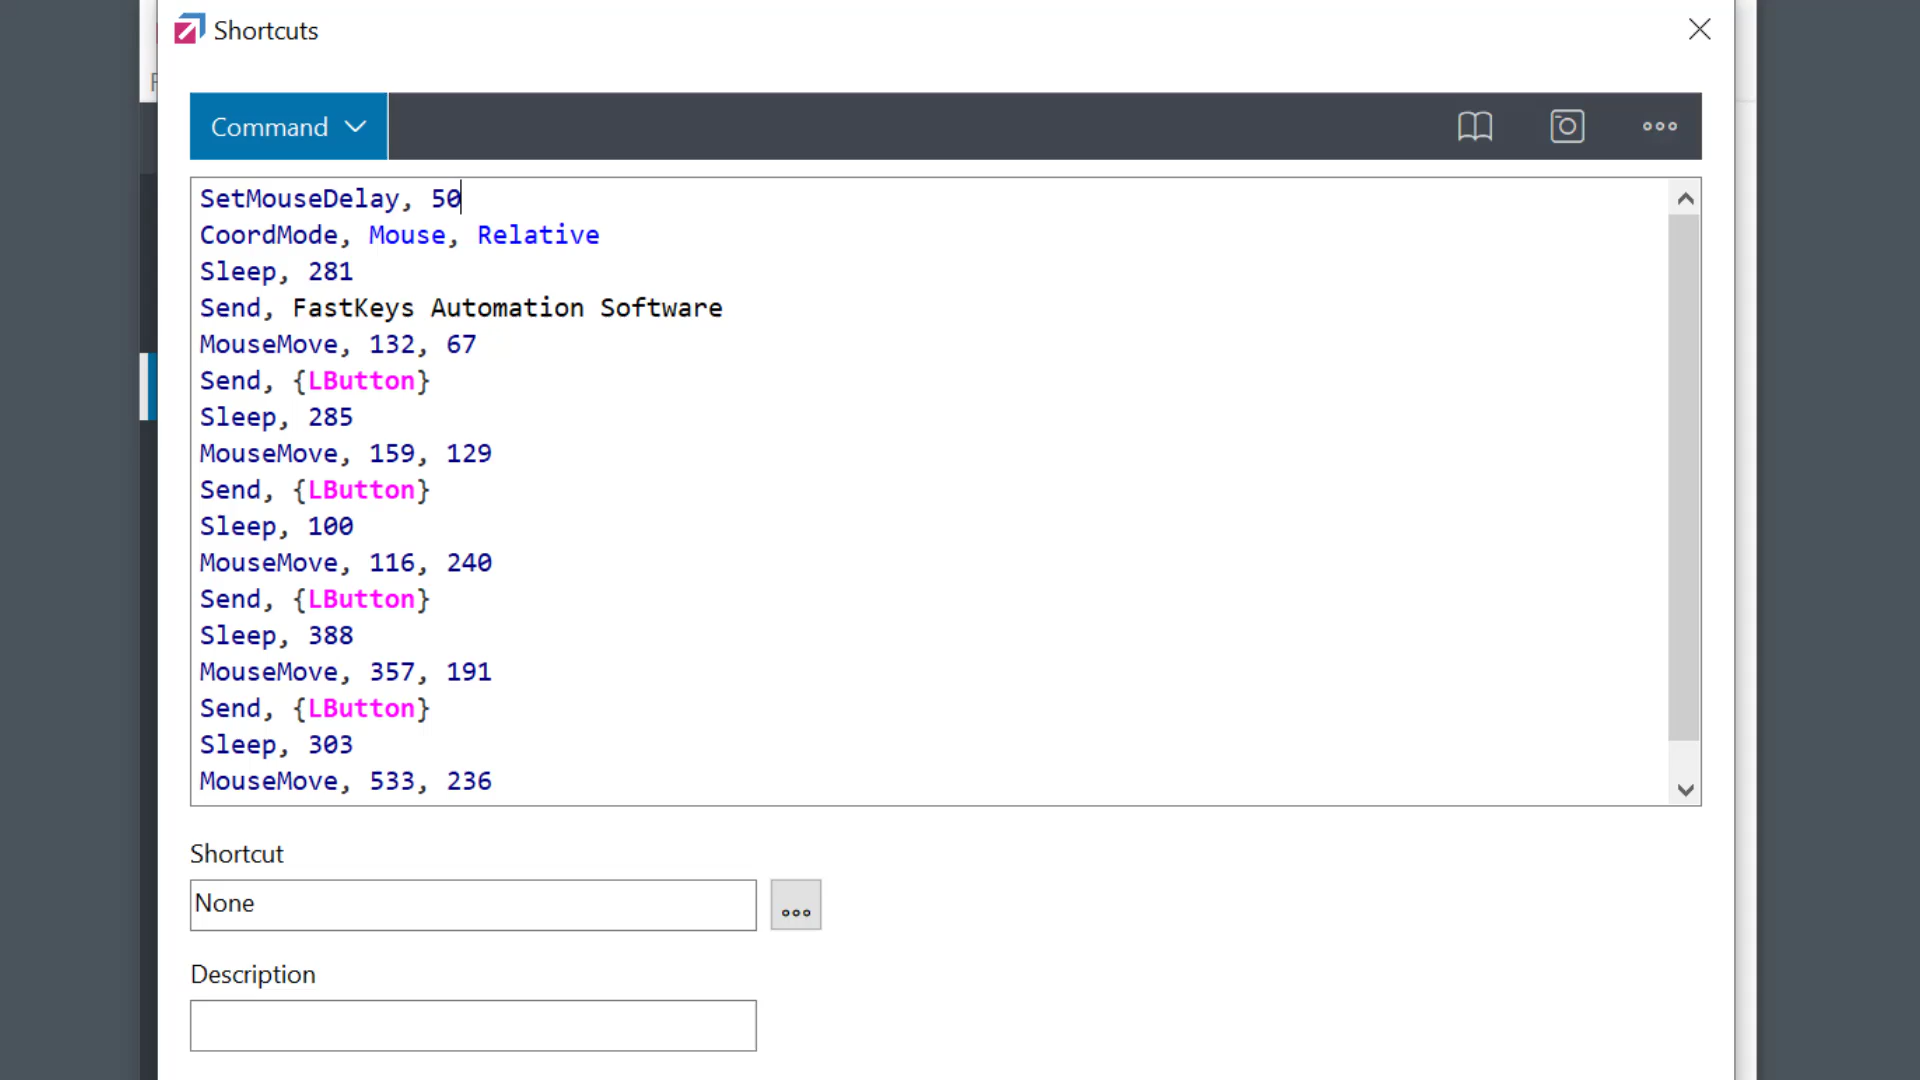 Shortcuts
Command
SetMouseDelay, 50
CoordMode, Mouse, Relative
Sleep, 281
Send, FastKeys Automation Software
MouseMove, 132, 67
Send, {LButton}
Sleep, 285
MouseMove, 159, 129
Send, {LButton}
Sleep, 100
MouseMove, 116, 240
Send, {LButton}
Sleep, 388
MouseMove, 357, 191
Send, {LButton}
Sleep, 303
MouseMove, 533, 236
Shortcut
None
Description